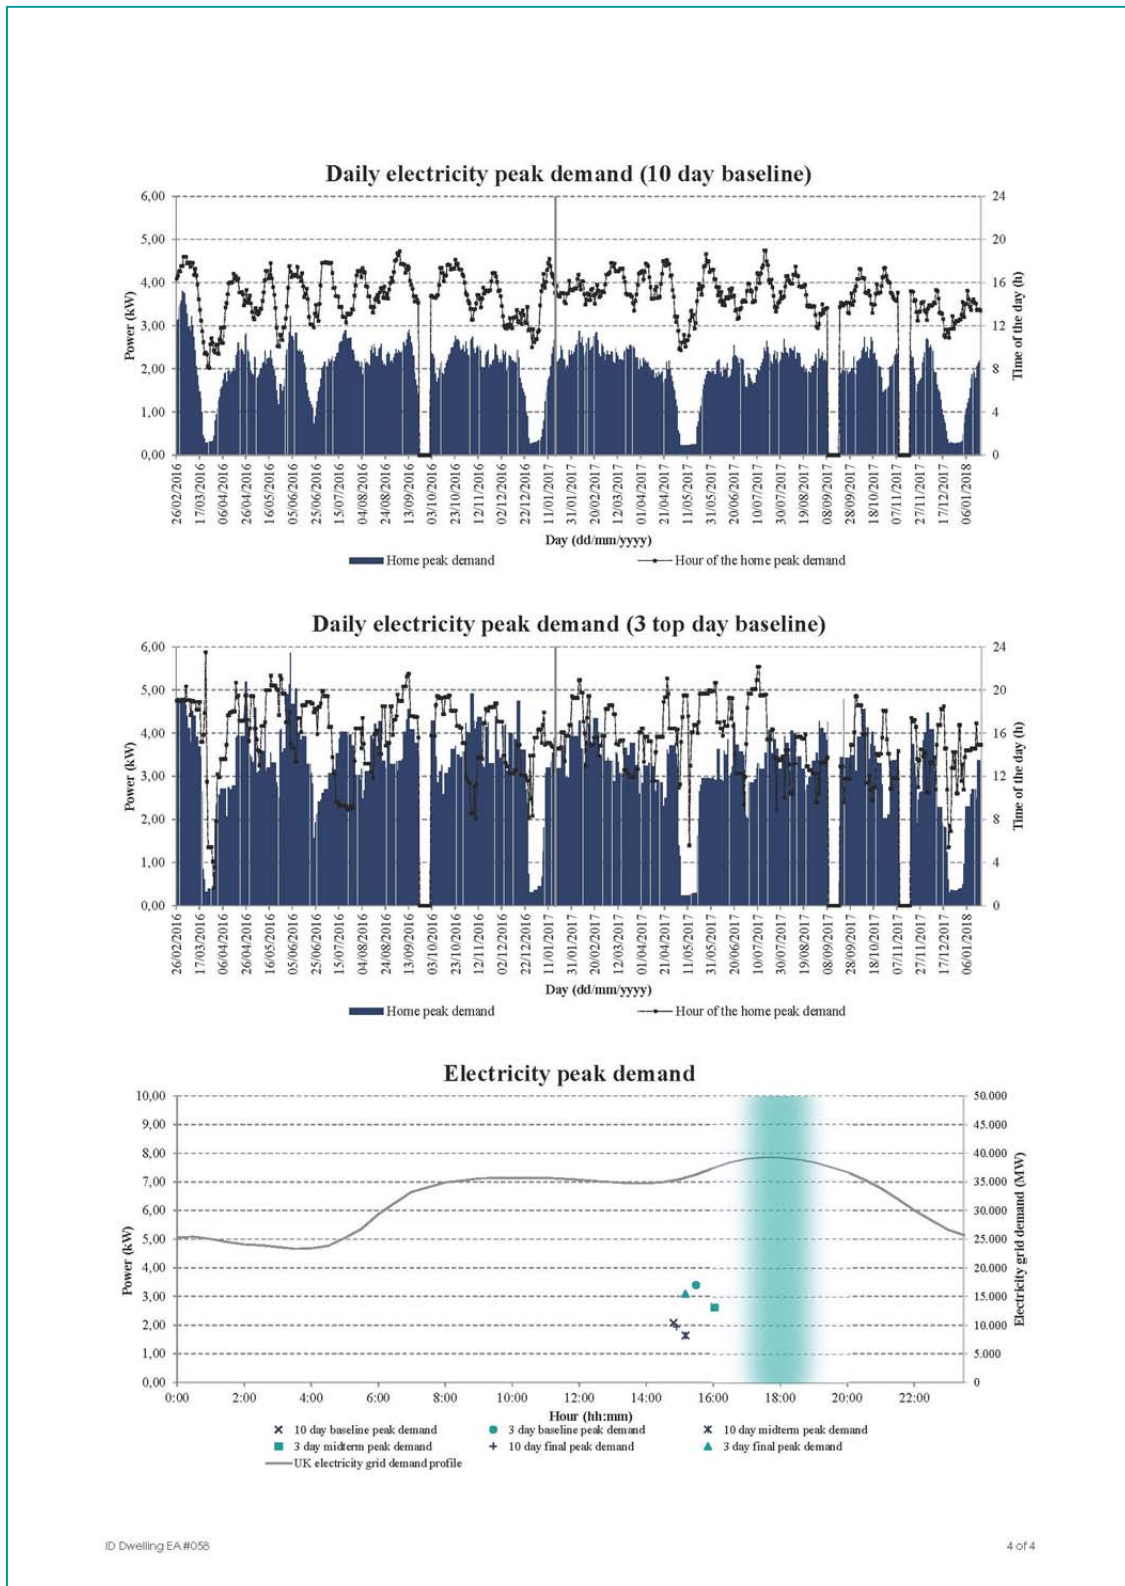 Daily electricity peak demand (10 day baseline)
6,00 24
5,00 20
4,00 16
3,00 12
2,00 8
1,00 4
0,00 0
Power (kW)
Time of the day (h)
26/02/2016 17/03/2016 06/04/2016 26/04/2016 16/05/2016 05/06/2016 25/06/2016 15/07/2016 04/08/2016 24/08/2016 13/09/2016 03/10/2016 23/10/2016 12/11/2016 02/12/2016 22/12/2016 11/01/2017 31/01/2017 20/02/2017 12/03/2017 01/04/2017 21/04/2017 11/05/2017 31/05/2017 20/06/2017 10/07/2017 30/07/2017 19/08/2017 08/09/2017 28/09/2017 18/10/2017 07/11/2017 27/11/2017 17/12/2017 06/01/2018
Day (dd/mm/yyyy)
Home peak demand Hour of the home peak demand
Daily electricity peak demand (3 top day baseline)
6,00 24
5,00 20
4,00 16
3,00 12
2,00 8
1,00 4
0,00 0
Power (kW)
Time of the day (h)
26/02/2016 17/03/2016 06/04/2016 26/04/2016 16/05/2016 05/06/2016 25/06/2016 15/07/2016 04/08/2016 24/08/2016 13/09/2016 03/10/2016 23/10/2016 12/11/2016 02/12/2016 22/12/2016 11/01/2017 31/01/2017 20/02/2017 12/03/2017 01/04/2017 21/04/2017 11/05/2017 31/05/2017 20/06/2017 10/07/2017 30/07/2017 19/08/2017 08/09/2017 28/09/2017 18/10/2017 07/11/2017 27/11/2017 17/12/2017 06/01/2018
Day (dd/mm/yyyy)
Home peak demand Hour of the home peak demand
Electricity peak demand
10,00 50.000
9,00 45.000
8,00 40.000
7,00 35.000
6,00 30.000
5,00 25.000
4,00 20.000
3,00 15.000
2,00 10.000
1,00 5.000
0,00 0
Power (kW)
Electricity grid demand (MW)
0:00 2:00 4:00 6:00 8:00 10:00 12:00 14:00 16:00 18:00 20:00 22:00
Hour (hh:mm)
10 day baseline peak demand 3 day baseline peak demand 10 day midterm peak demand
3 day midterm peak demand 10 day final peak demand 3 day final peak demand
UK electricity grid demand profile
ID Dwelling EA #058 4 of 4